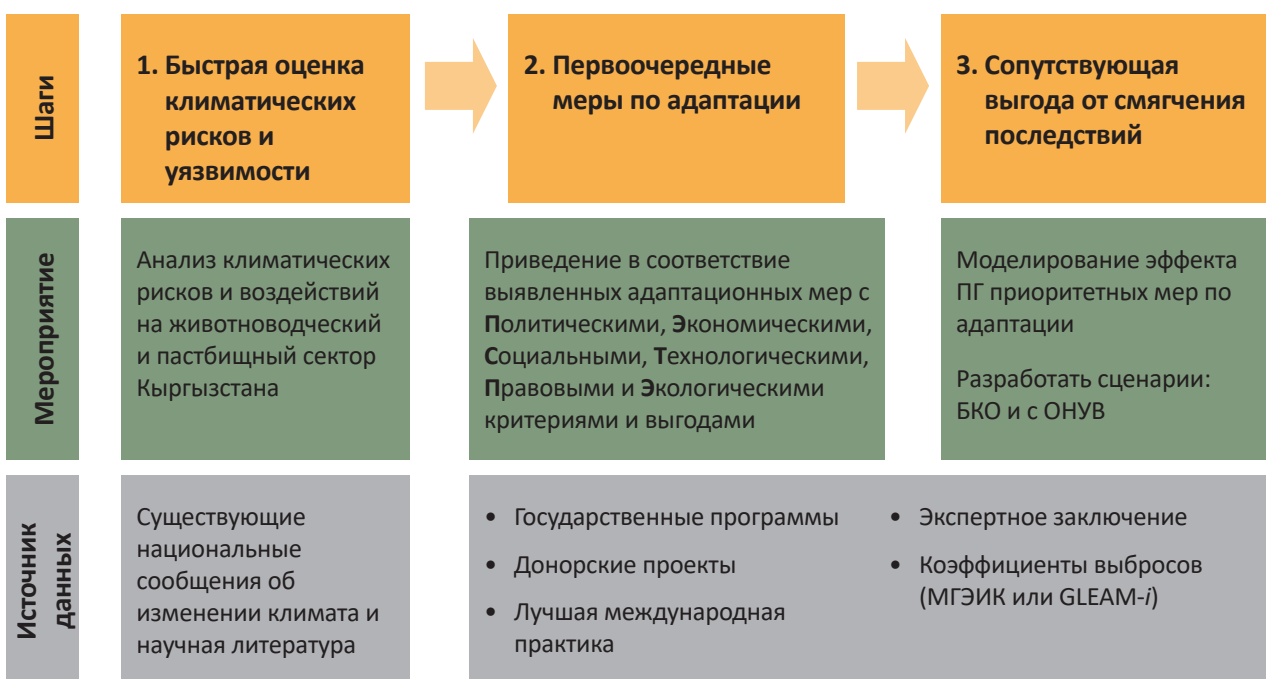 Шаги
1. Быстрая оценка
климатических
рисков и
уязвимости
2. Первоочередные
меры по адаптации
3. Сопутствующая
выгода от смягчения
последствий
Мероприятие
Анализ климатических
рисков и воздействий
на животноводческий
и пастбищный сектор
Кыргызстана
Приведение в соответствие
выявленных адаптационных мер с
Политическими, Экономическими,
Социальными, Технологическими,
Правовыми и Экологическими
критериями и выгодами
Моделирование эффекта
ПГ приоритетных мер по
адаптации
Разработать сценарии:
БКО и с ОНУВ
Источник
данных
Существующие
национальные
сообщения об
изменении климата и
научная литература
• Государственные программы
• Донорские проекты
• Лучшая международная
практика
• Экспертное заключение
• Коэффициенты выбросов
(МГЭИК или GLEAM-i)